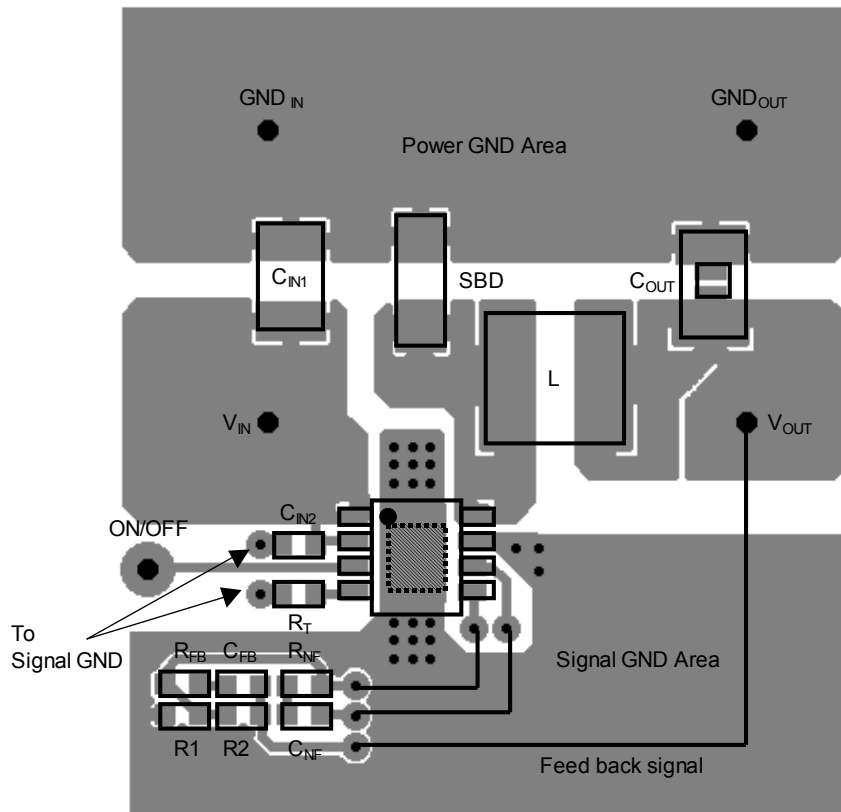 GND IN
GNDOUT
Power GND Area
CIN1
SBD
COUT
L
VIN
VOUT
CIN2
ON/OFF
RT
To
Signal GND
RFB
CFB
RNF
Signal GND Area
R1
R2
CNF
Feed back signal